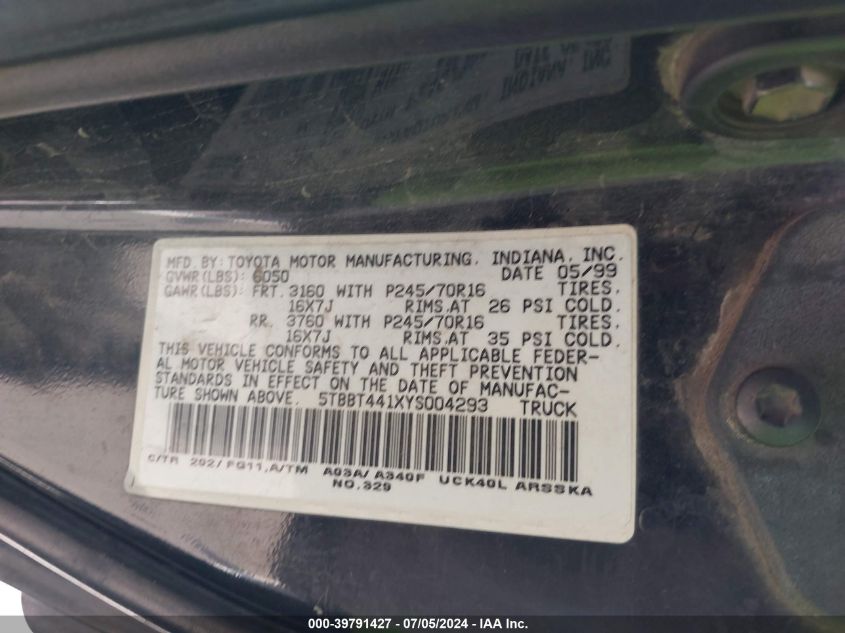 MFD. BY: TOYOTA MOTOR MANUFACTURING, INDIANA, INC.
GVWR(LBS): 6050 DATE 05/99
GAWR(LBS): FRT. 3160 WITH P245/70R16 TIRES,
16X7J RIMS,AT 26 PSI COLD.
RR. 3760 WITH P245/70R16 TIRES,
16X7J RIMS,AT 35 PSI COLD.
THIS VEHICLE CONFORMS TO ALL APPLICABLE FEDER-
AL MOTOR VEHICLE SAFETY AND THEFT PREVENTION
STANDARDS IN EFFECT ON THE DATE OF MANUFAC-
TURE SHOWN ABOVE. 5TBBT441XYS004293 TRUCK
C/TR 202/FG11,A/TM A03A/A340F UCK40L ARSSKA
NO.329
000-39791427 - 07/05/2024 - IAA Inc.